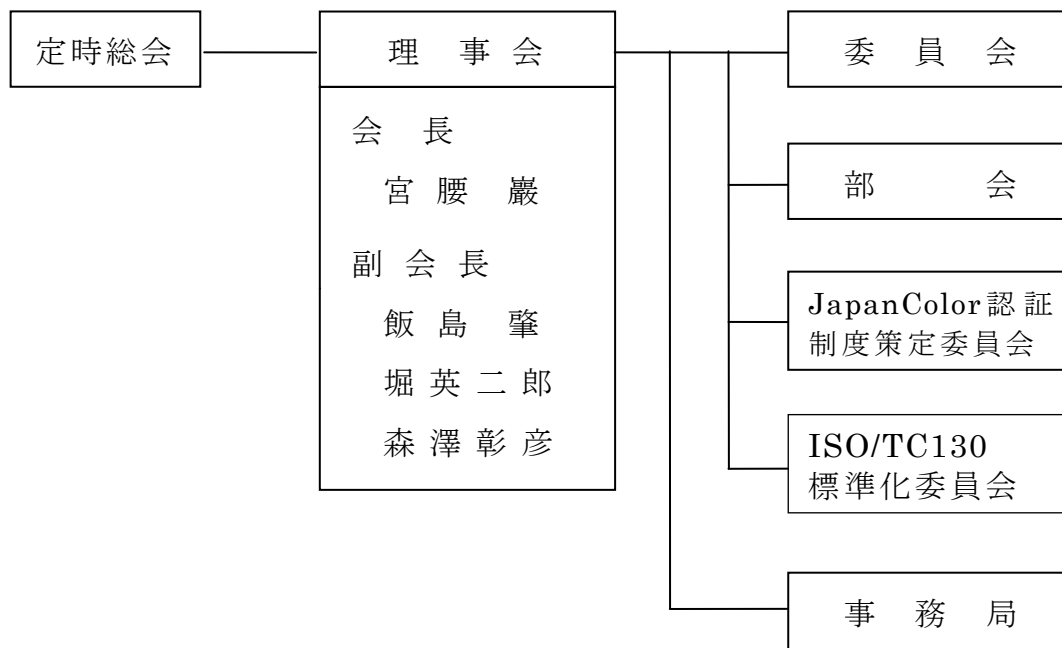 定時総会
理事会
会長
宮腰 巖
副会長
飯島 肇
堀英二郎
森澤彰彦
委員会
部会
JapanColor認証
制度策定委員会
ISO/TC130
標準化委員会
事務局